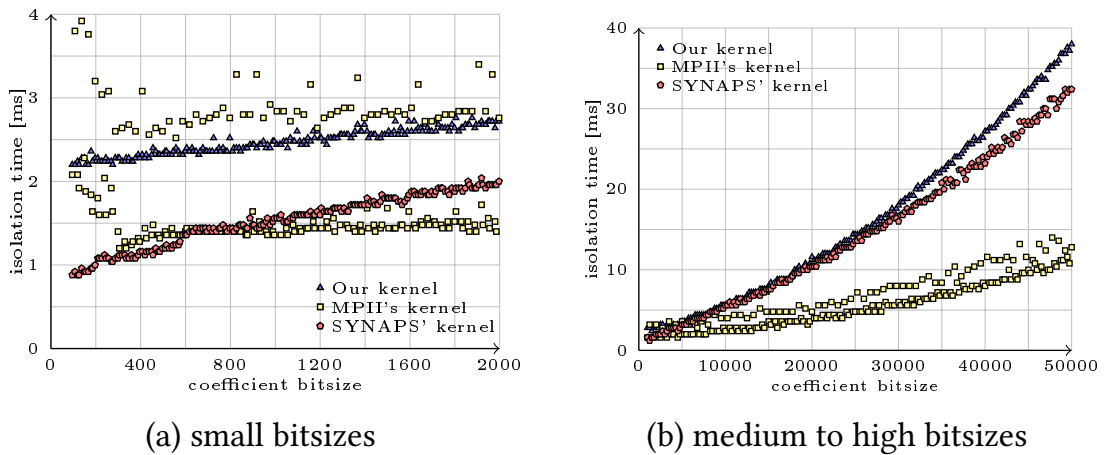 isolation time [ms]
4
3
2
1
0
0 400 800 1200 1600 2000
coefficient bitsize
Our kernel
MPII's kernel
SYNAPS' kernel
(a) small bitsizes
isolation time [ms]
40
30
20
10
0
0 10000 20000 30000 40000 50000
coefficient bitsize
Our kernel
MPII's kernel
SYNAPS' kernel
(b) medium to high bitsizes